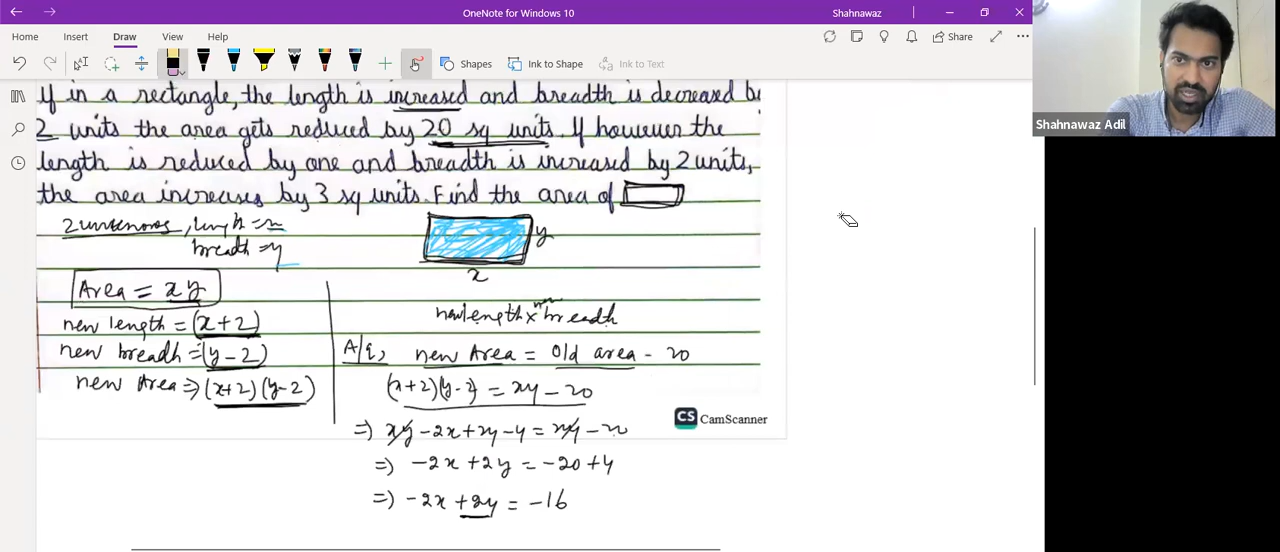 OneNote for Windows 10
Shahnawaz
Home Insert Draw View Help
Share
Shapes Ink to Shape Ink to Text
Shahnawaz Adil
If in a rectangle, the length is increased and breadth is decreased by
2 units the area gets reduced by 20 sq units. If however the
length is reduced by one and breadth is increased by 2 units,
the area increases by 3 sq units. Find the area of
2 unknowns, length = x
breadth = y
y
x
Area = xy
new length = (x+2)
new breadth = (y-2)
new Area ⇒ (x+2)(y-2)
new length × new breadth
A/Q, new Area = Old area - 20
(x+2)(y-2) = xy - 20
⇒ xy - 2x + 2y - 4 = xy - 20
⇒ -2x + 2y = -20 + 4
⇒ -2x + 2y = -16
CS CamScanner